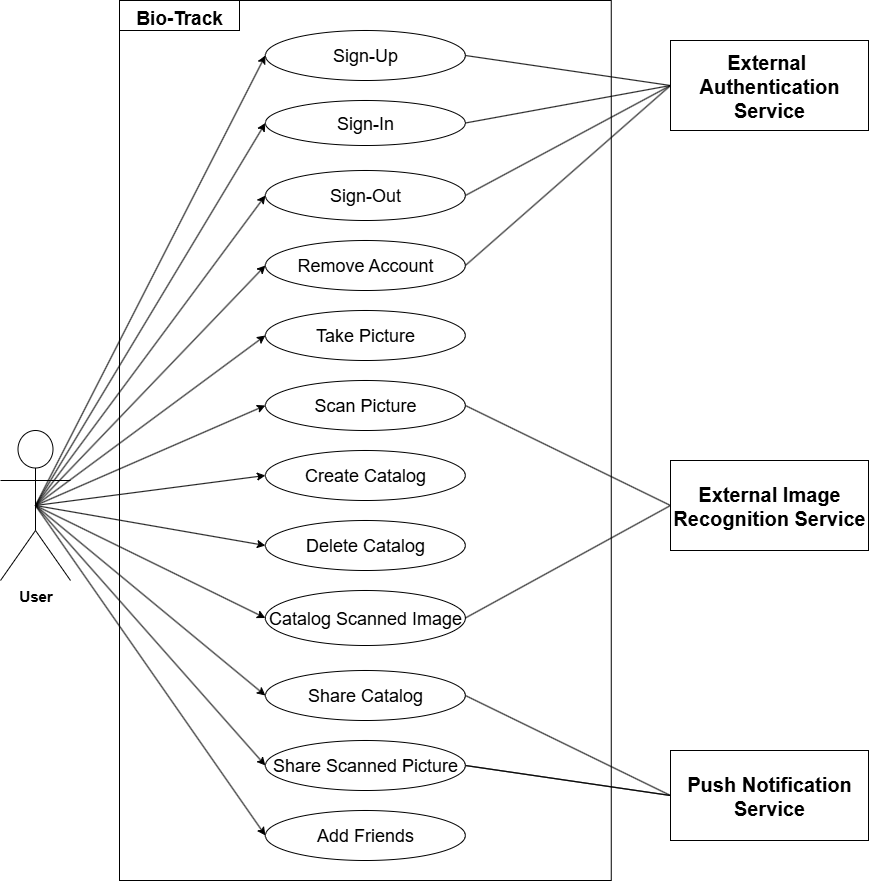 Bio-Track
Sign-Up
External
Authentication
Service
Sign-In
Sign-Out
Remove Account
Take Picture
Scan Picture
Create Catalog
External Image
Recognition Service
Delete Catalog
User
Catalog Scanned Image
Share Catalog
Share Scanned Picture
Push Notification
Service
Add Friends